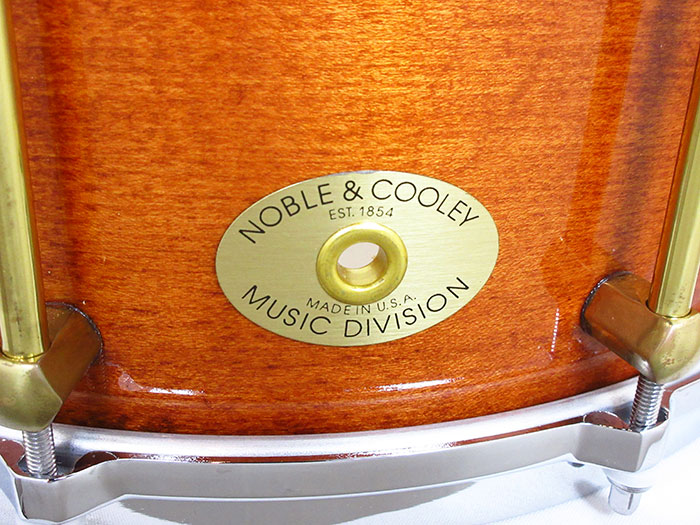 NOBLE & COOLEY
EST. 1854
MADE IN U.S.A.
MUSIC DIVISION